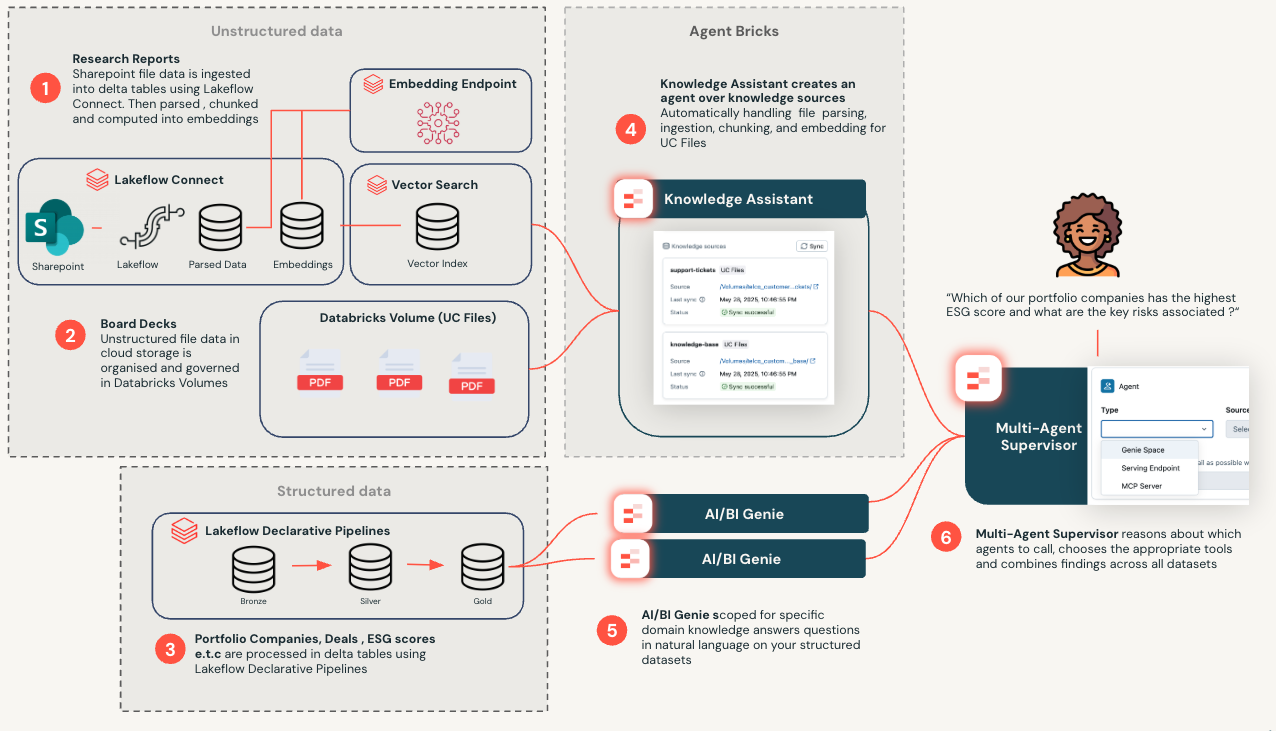 Unstructured data
1
Research Reports
Sharepoint file data is ingested
into delta tables using Lakeflow
Connect. Then parsed , chunked
and computed into embeddings
Embedding Endpoint
Lakeflow Connect
S
Sharepoint
Lakeflow
Parsed Data
Embeddings
Vector Search
Vector Index
2
Board Decks
Unstructured file data in
cloud storage is
organised and governed
in Databricks Volumes
Databricks Volume (UC Files)
PDF
PDF
PDF
Structured data
Lakeflow Declarative Pipelines
Bronze
Silver
Gold
3
Portfolio Companies, Deals , ESG scores
e.t.c are processed in delta tables using
Lakeflow Declarative Pipelines
Agent Bricks
4
Knowledge Assistant creates an
agent over knowledge sources
Automatically handling file parsing,
ingestion, chunking, and embedding for
UC Files
Knowledge Assistant
Knowledge sources
Sync
support-tickets UC Files
Source /Volumes/telco_customer...ckets/
Last sync May 28, 2025, 10:46:55 PM
Status Sync successful
knowledge-base UC Files
Source /Volumes/telco_custom..._base/
Last sync May 28, 2025, 10:46:55 PM
Status Sync successful
AI/BI Genie
AI/BI Genie
5
AI/BI Genie scoped for specific
domain knowledge answers questions
in natural language on your structured
datasets
“Which of our portfolio companies has the highest
ESG score and what are the key risks associated ?”
Multi-Agent
Supervisor
Agent
Type
Source
Selec
Genie Space
ail as possible w
Serving Endpoint
MCP Server
6
Multi-Agent Supervisor reasons about which
agents to call, chooses the appropriate tools
and combines findings across all datasets